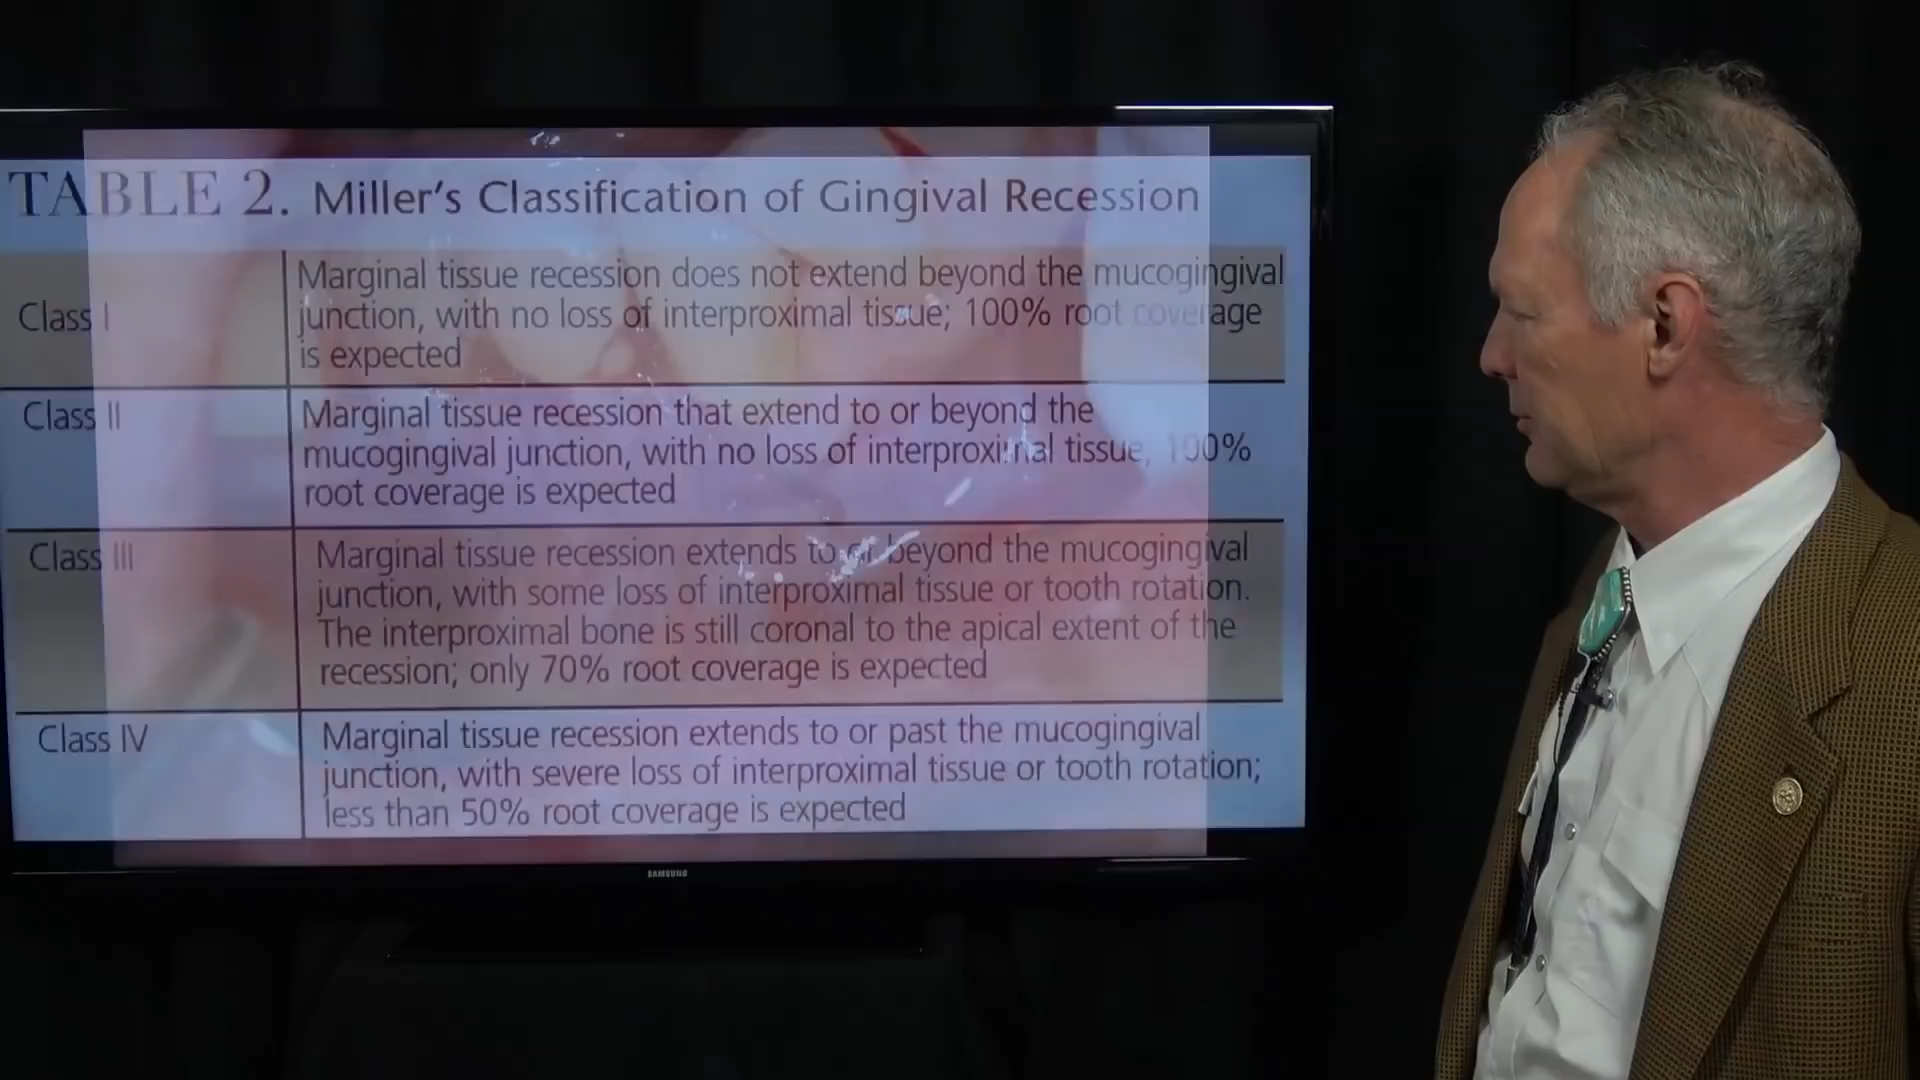 TABLE 2. Miller's Classification of Gingival Recession
Class I
Marginal tissue recession does not extend beyond the mucogingival
junction, with no loss of interproximal tissue; 100% root coverage
is expected
Class II
Marginal tissue recession that extend to or beyond the
mucogingival junction, with no loss of interproximal tissue; 100%
root coverage is expected
Class III
Marginal tissue recession extends to or beyond the mucogingival
junction, with some loss of interproximal tissue or tooth rotation.
The interproximal bone is still coronal to the apical extent of the
recession; only 70% root coverage is expected
Class IV
Marginal tissue recession extends to or past the mucogingival
junction, with severe loss of interproximal tissue or tooth rotation;
less than 50% root coverage is expected
SAMSUNG